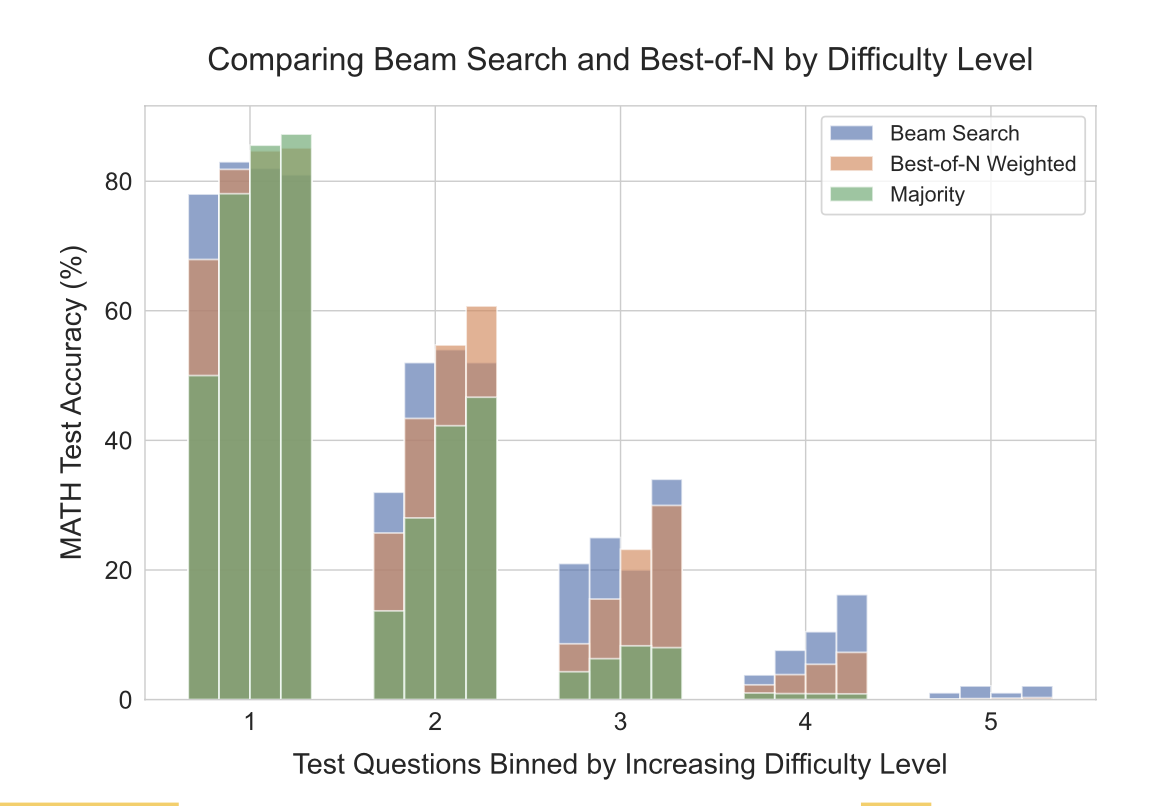 Comparing Beam Search and Best-of-N by Difficulty Level
Beam Search
Best-of-N Weighted
Majority
MATH Test Accuracy (%)
80
60
40
20
0
1 2 3 4 5
Test Questions Binned by Increasing Difficulty Level